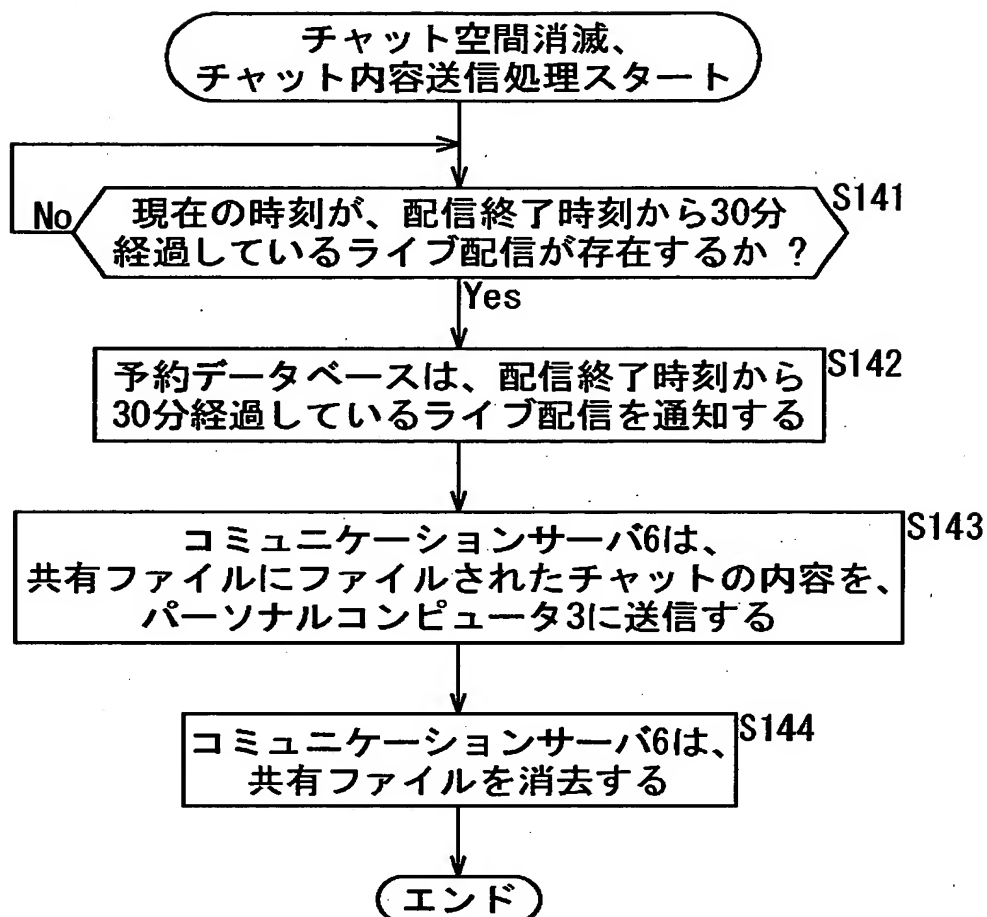 チャット空間消滅、
チャット内容送信処理スタート
No
現在の時刻が、配信終了時刻から30分
経過しているライブ配信が存在するか ?
S141
Yes
予約データベースは、配信終了時刻から
30分経過しているライブ配信を通知する
S142
コミュニケーションサーバ6は、
共有ファイルにファイルされたチャットの内容を、
パーソナルコンピュータ3に送信する
S143
コミュニケーションサーバ6は、
共有ファイルを消去する
S144
エンド